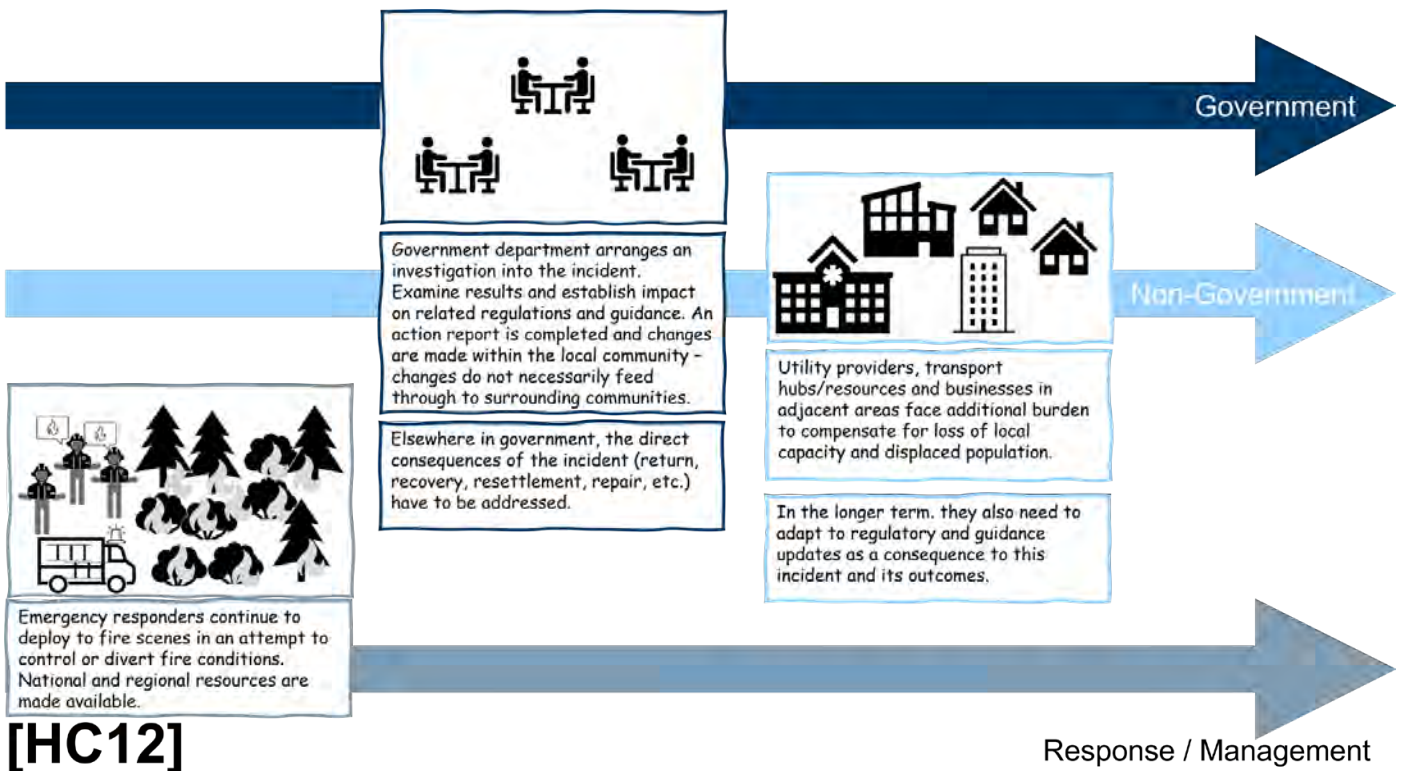 Government
Government department arranges an
investigation into the incident.
Examine results and establish impact
on related regulations and guidance. An
action report is completed and changes
are made within the local community –
changes do not necessarily feed
through to surrounding communities.
Elsewhere in government, the direct
consequences of the incident (return,
recovery, resettlement, repair, etc.)
have to be addressed.
Non-Government
Utility providers, transport
hubs/resources and businesses in
adjacent areas face additional burden
to compensate for loss of local
capacity and displaced population.
In the longer term. they also need to
adapt to regulatory and guidance
updates as a consequence to this
incident and its outcomes.
Emergency responders continue to
deploy to fire scenes in an attempt to
control or divert fire conditions.
National and regional resources are
made available.
[HC12]
Response / Management